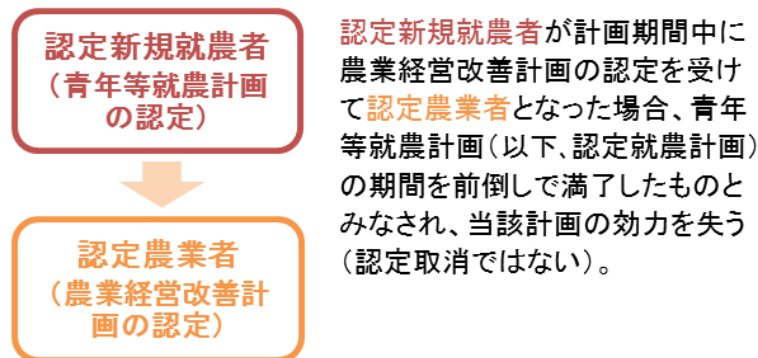 認定新規就農者
（青年等就農計画
の認定）
認定農業者
（農業経営改善計
画の認定）
認定新規就農者が計画期間中に
農業経営改善計画の認定を受け
て認定農業者となった場合、青年
等就農計画（以下、認定就農計画）
の期間を前倒しで満了したものと
みなされ、当該計画の効力を失う
（認定取消ではない）。